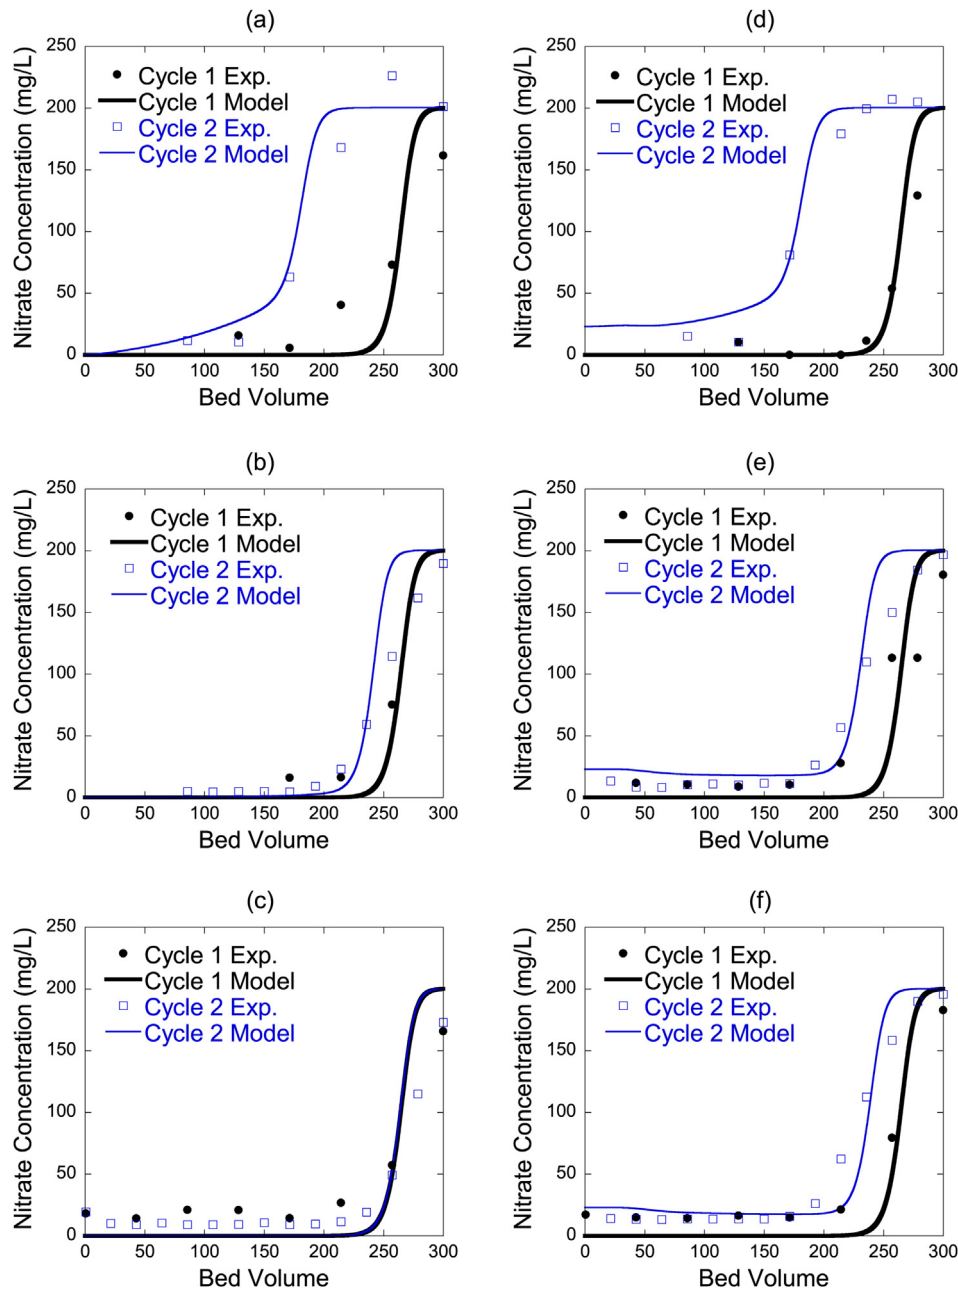 (a)
Nitrate Concentration (mg/L)
250
200
150
100
50
0
Cycle 1 Exp.
Cycle 1 Model
Cycle 2 Exp.
Cycle 2 Model
0 50 100 150 200 250 300
Bed Volume
(d)
Nitrate Concentration (mg/L)
250
200
150
100
50
0
Cycle 1 Exp.
Cycle 1 Model
Cycle 2 Exp.
Cycle 2 Model
0 50 100 150 200 250 300
Bed Volume
(b)
Nitrate Concentration (mg/L)
250
200
150
100
50
0
Cycle 1 Exp.
Cycle 1 Model
Cycle 2 Exp.
Cycle 2 Model
0 50 100 150 200 250 300
Bed Volume
(e)
Nitrate Concentration (mg/L)
250
200
150
100
50
0
Cycle 1 Exp.
Cycle 1 Model
Cycle 2 Exp.
Cycle 2 Model
0 50 100 150 200 250 300
Bed Volume
(c)
Nitrate Concentration (mg/L)
250
200
150
100
50
0
Cycle 1 Exp.
Cycle 1 Model
Cycle 2 Exp.
Cycle 2 Model
0 50 100 150 200 250 300
Bed Volume
(f)
Nitrate Concentration (mg/L)
250
200
150
100
50
0
Cycle 1 Exp.
Cycle 1 Model
Cycle 2 Exp.
Cycle 2 Model
0 50 100 150 200 250 300
Bed Volume